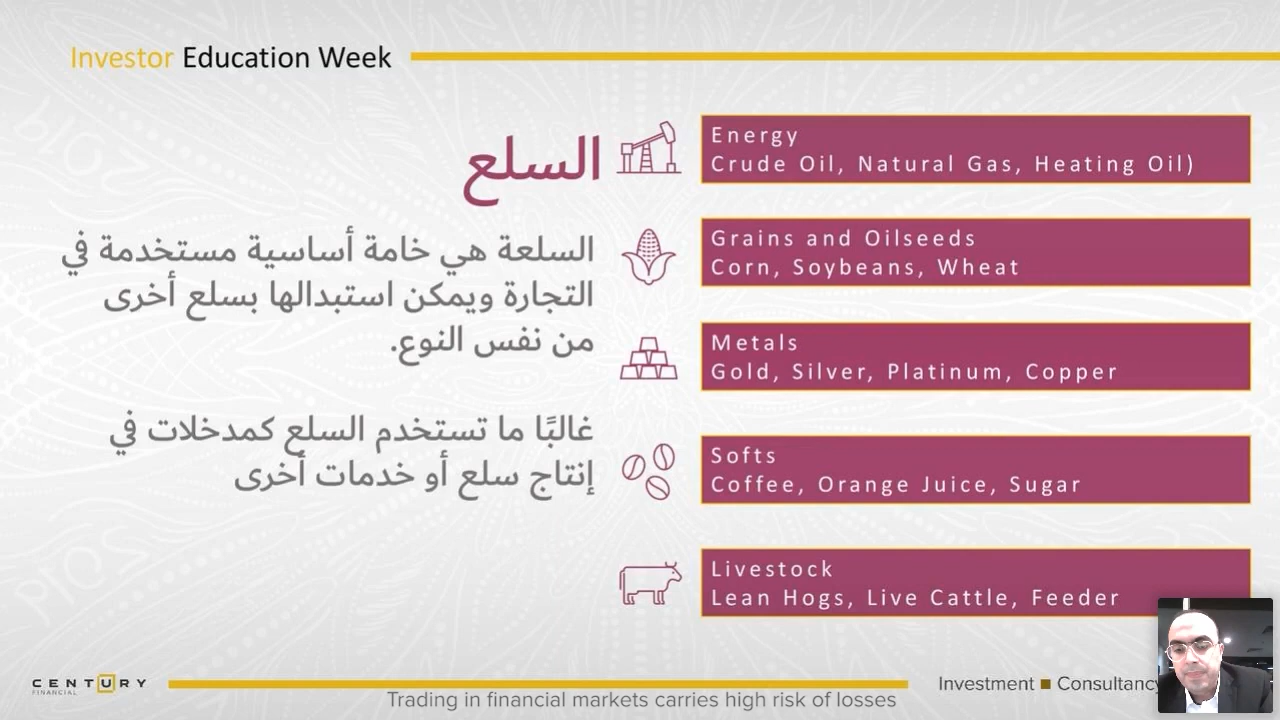 Investor Education Week
السلع
السلعة هي خامة أساسية مستخدمة في
التجارة ويمكن استبدالها بسلع أخرى
من نفس النوع.
غالبًا ما تستخدم السلع كمدخلات في
إنتاج سلع أو خدمات أخرى
Energy
Crude Oil, Natural Gas, Heating Oil)
Grains and Oilseeds
Corn, Soybeans, Wheat
Metals
Gold, Silver, Platinum, Copper
Softs
Coffee, Orange Juice, Sugar
Livestock
Lean Hogs, Live Cattle, Feeder
CENTURY
FINANCIAL
Trading in financial markets carries high risk of losses
Investment ■ Consultancy